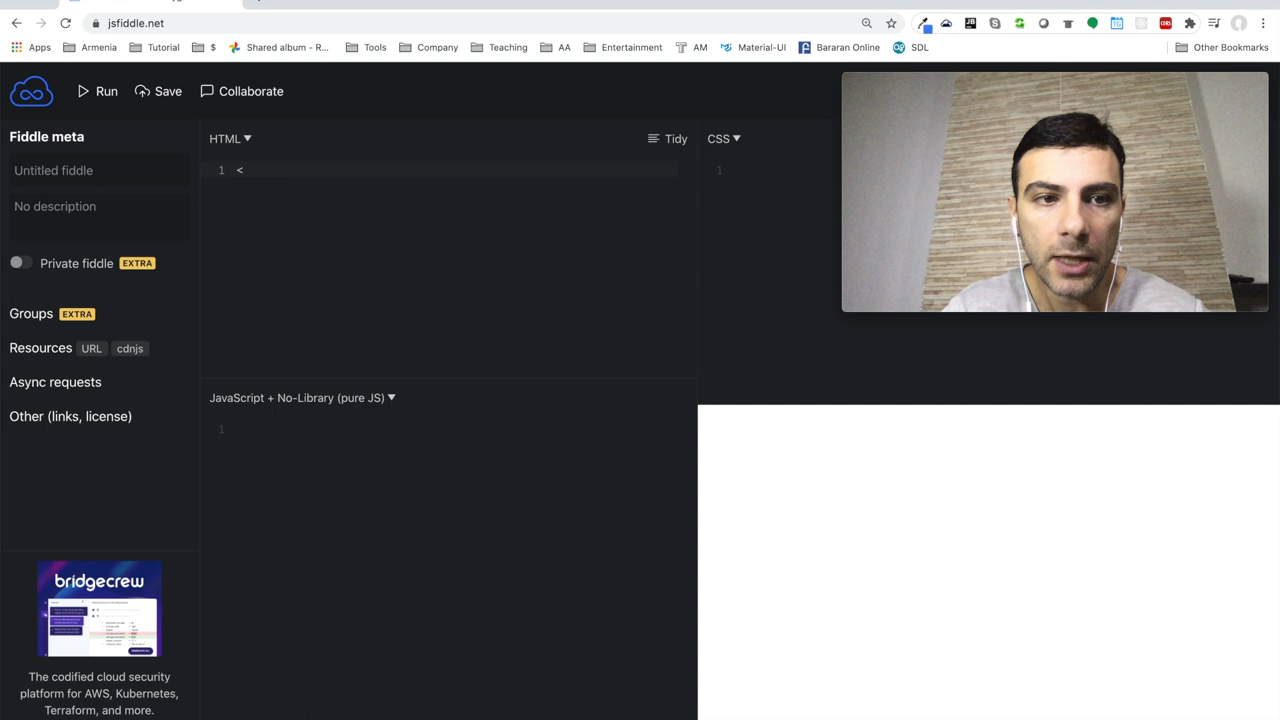 jsfiddle.net
Apps
Armenia
Tutorial
$
Shared album - R...
Tools
Company
Teaching
AA
Entertainment
AM
Material-UI
Bararan Online
SDL
Other Bookmarks
Run
Save
Collaborate
Fiddle meta
Untitled fiddle
No description
Private fiddle EXTRA
Groups EXTRA
Resources URL cdnjs
Async requests
Other (links, license)
HTML
Tidy
1 <
CSS
1
JavaScript + No-Library (pure JS)
1
bridgecrew
The codified cloud security
platform for AWS, Kubernetes,
Terraform, and more.